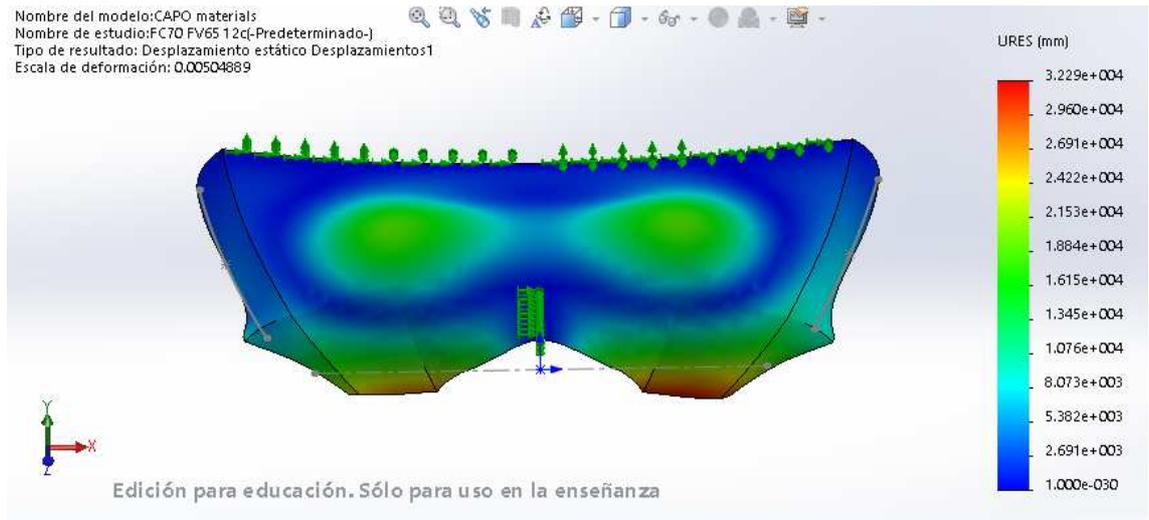 Nombre del modelo:CAPO materials
Nombre de estudio:FC70 FV65 12c(-Predeterminado-)
Tipo de resultado: Desplazamiento estático Desplazamientos1
Escala de deformación: 0.00504889
URES (mm)
3.229e+004
2.960e+004
2.691e+004
2.422e+004
2.153e+004
1.884e+004
1.615e+004
1.345e+004
1.076e+004
8.073e+003
5.382e+003
2.691e+003
1.000e-030
Y
X
Z
Edición para educación. Sólo para uso en la enseñanza